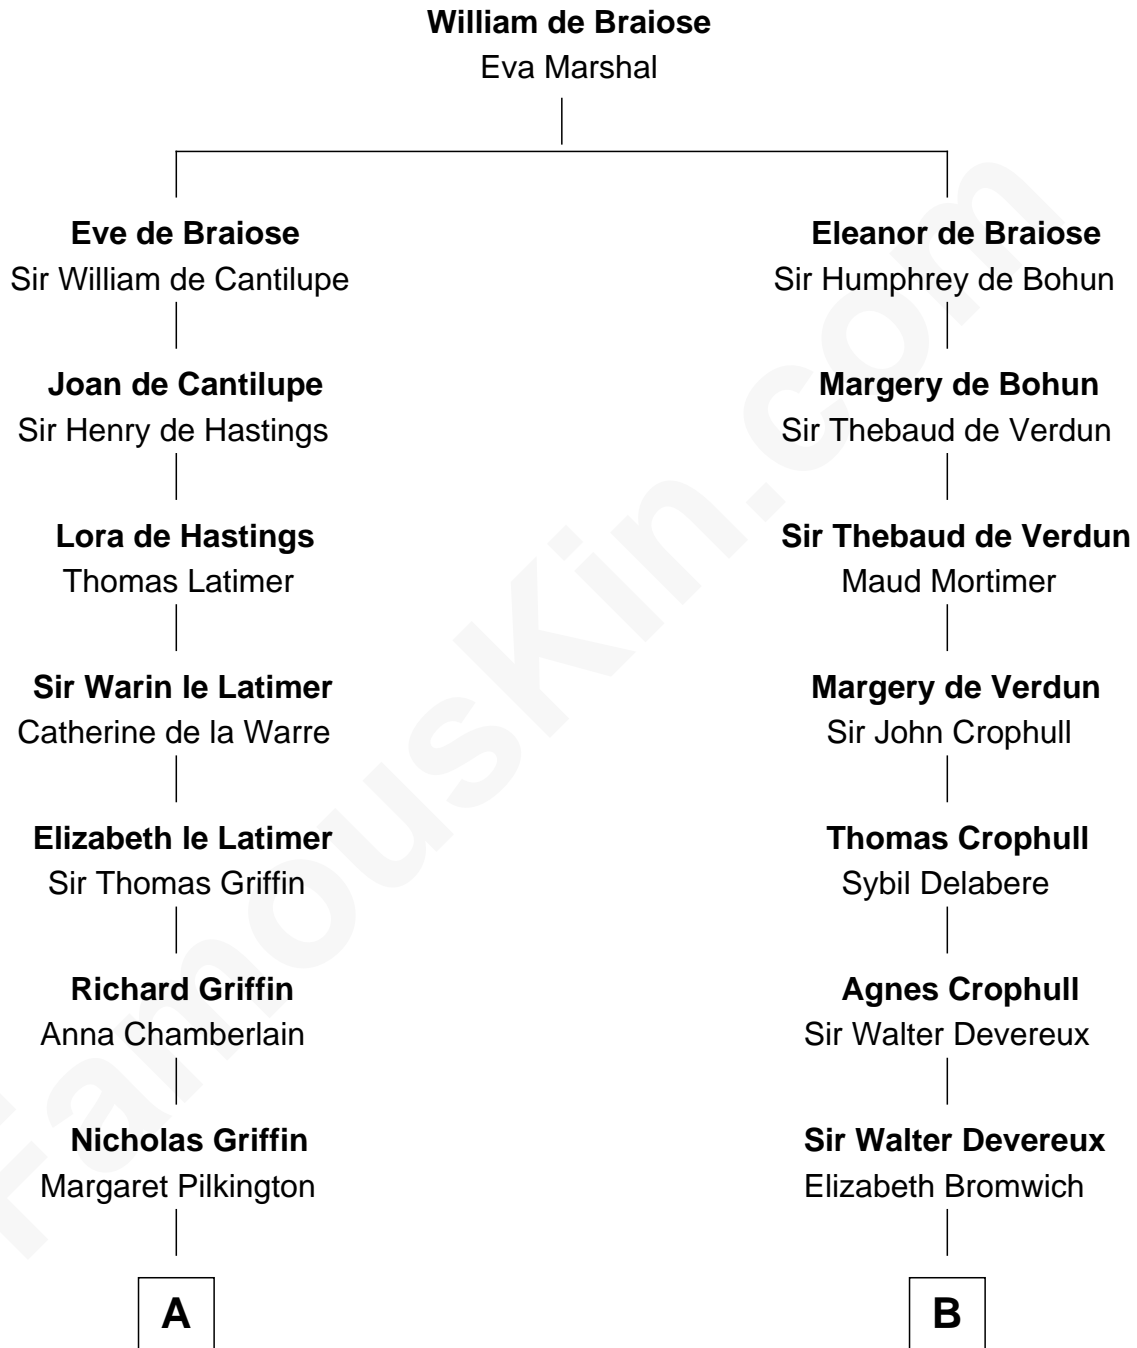 William de Braiose
Eva Marshal
Eve de Braiose
Sir William de Cantilupe
Eleanor de Braiose
Sir Humphrey de Bohun
Joan de Cantilupe
Sir Henry de Hastings
Margery de Bohun
Sir Thebaud de Verdun
Lora de Hastings
Thomas Latimer
Sir Thebaud de Verdun
Maud Mortimer
Sir Warin le Latimer
Catherine de la Warre
Margery de Verdun
Sir John Crophull
Elizabeth le Latimer
Sir Thomas Griffin
Thomas Crophull
Sybil Delabere
Richard Griffin
Anna Chamberlain
Agnes Crophull
Sir Walter Devereux
Nicholas Griffin
Margaret Pilkington
Sir Walter Devereux
Elizabeth Bromwich
A
B
FamousKin.com